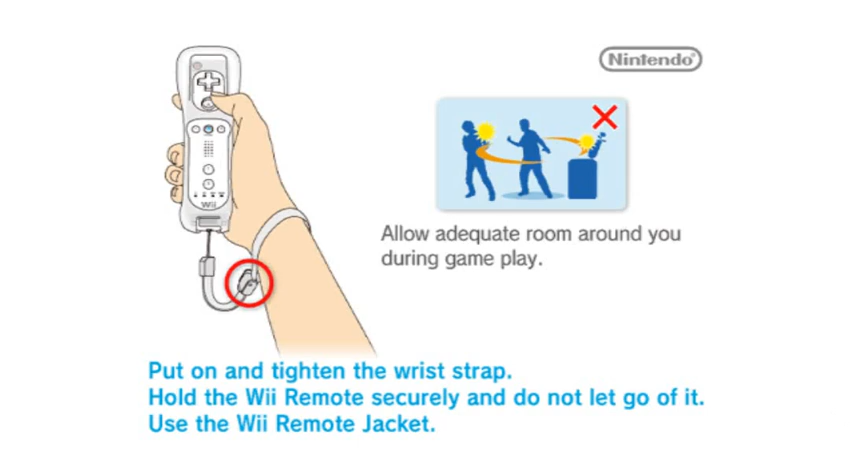 Nintendo®
Wii
Allow adequate room around you
during game play.
Put on and tighten the wrist strap.
Hold the Wii Remote securely and do not let go of it.
Use the Wii Remote Jacket.